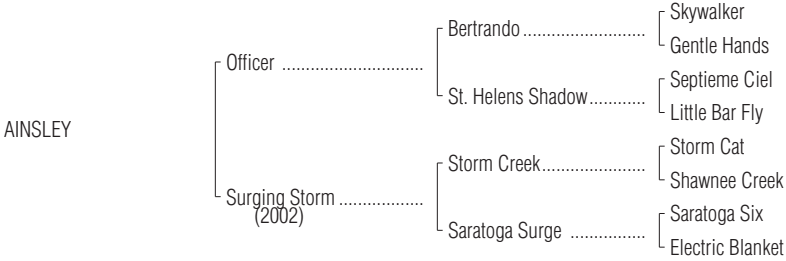 Skywalker
Bertrando ..........................
Gentle Hands
Officer ..............................
Septieme Ciel
St. Helens Shadow............
Little Bar Fly
AINSLEY
Storm Cat
Storm Creek......................
Shawnee Creek
Surging Storm ..................
(2002)
Saratoga Six
Saratoga Surge ................
Electric Blanket